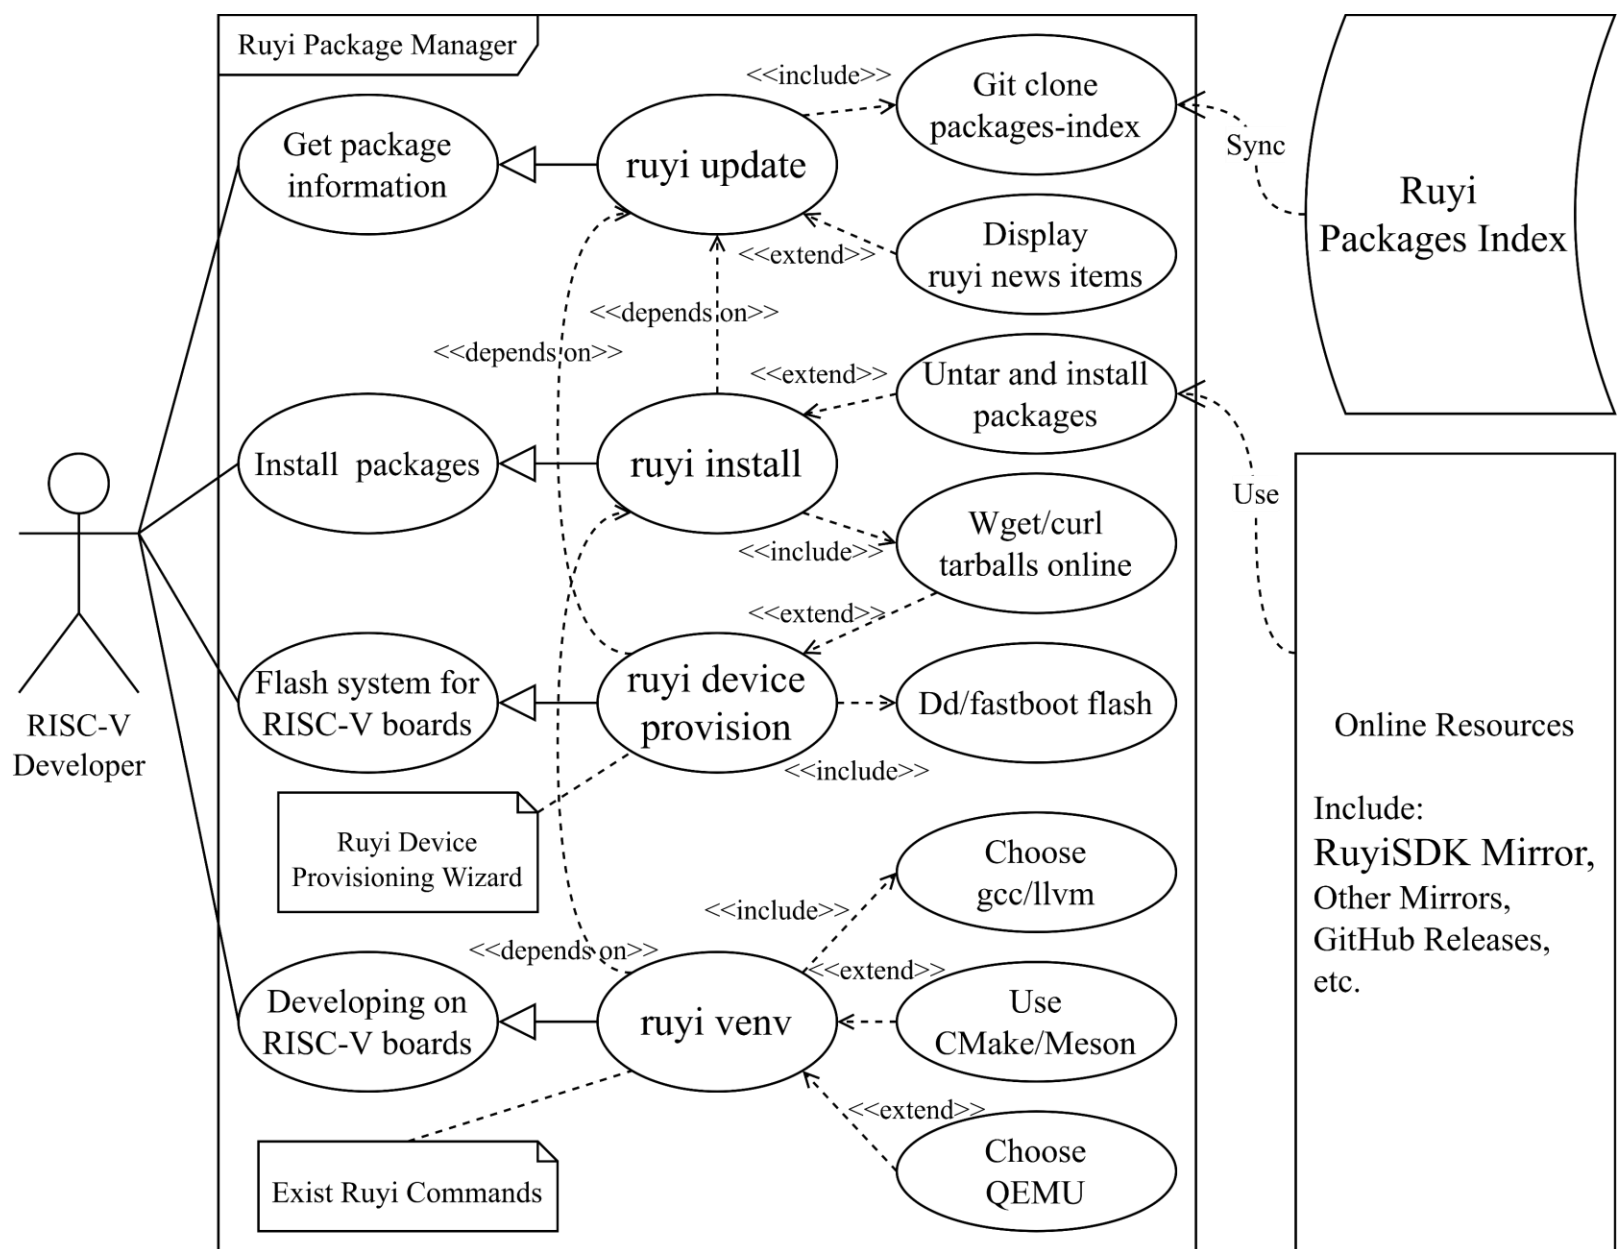 Ruyi Package Manager
<<include>>
Git clone
packages-index
Get package
information
ruyi update
Sync
Ruyi
Packages Index
Display
ruyi news items
<<extend>>
<<depends on>>
<<depends on>>
<<extend>>
Untar and install
packages
Install  packages
ruyi install
Use
Wget/curl
tarballs online
<<include>>
<<extend>>
RISC-V
Developer
Flash system for
RISC-V boards
ruyi device
provision
Dd/fastboot flash
<<include>>
Online Resources
Include:
RuyiSDK Mirror,
Other Mirrors,
GitHub Releases,
etc.
Ruyi Device
Provisioning Wizard
Choose
gcc/llvm
<<include>>
<<depends on>>
<<extend>>
Developing on
RISC-V boards
ruyi venv
Use
CMake/Meson
<<extend>>
Choose
QEMU
Exist Ruyi Commands